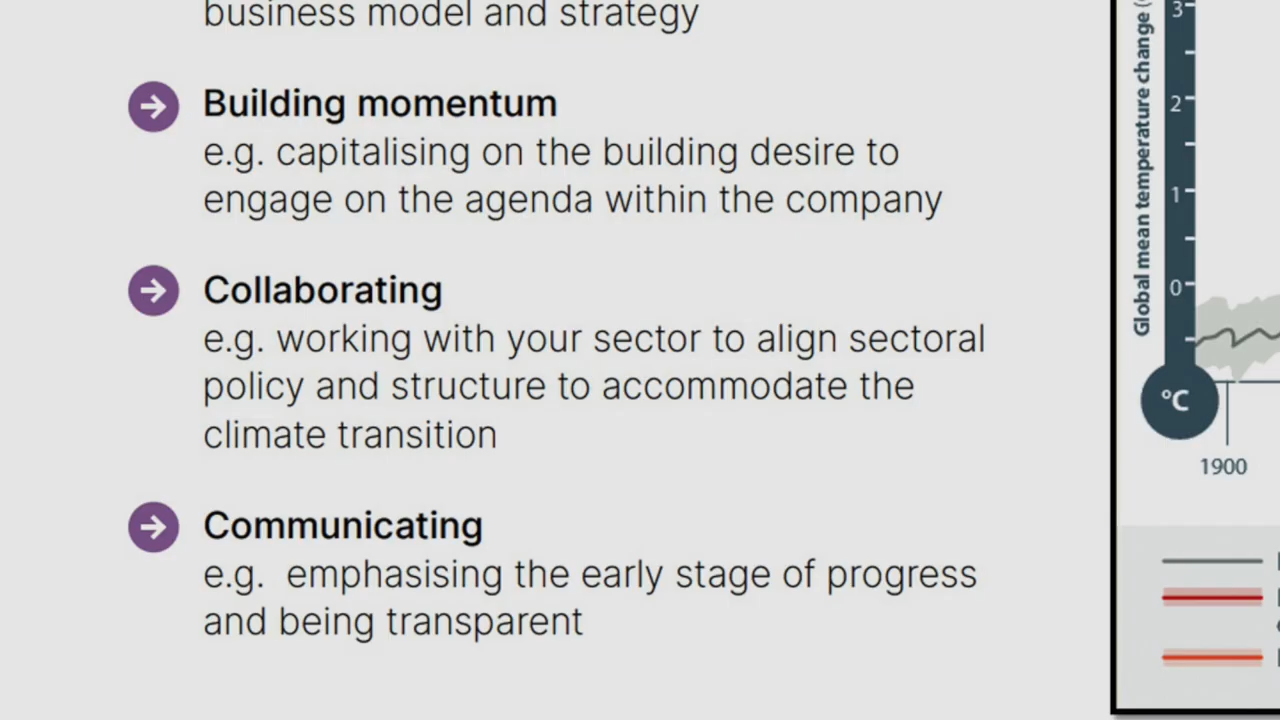 business model and strategy
Building momentum
e.g. capitalising on the building desire to
engage on the agenda within the company
Collaborating
e.g. working with your sector to align sectoral
policy and structure to accommodate the
climate transition
Communicating
e.g.  emphasising the early stage of progress
and being transparent
Global mean temperature change
3
2
1
0
°C
1900